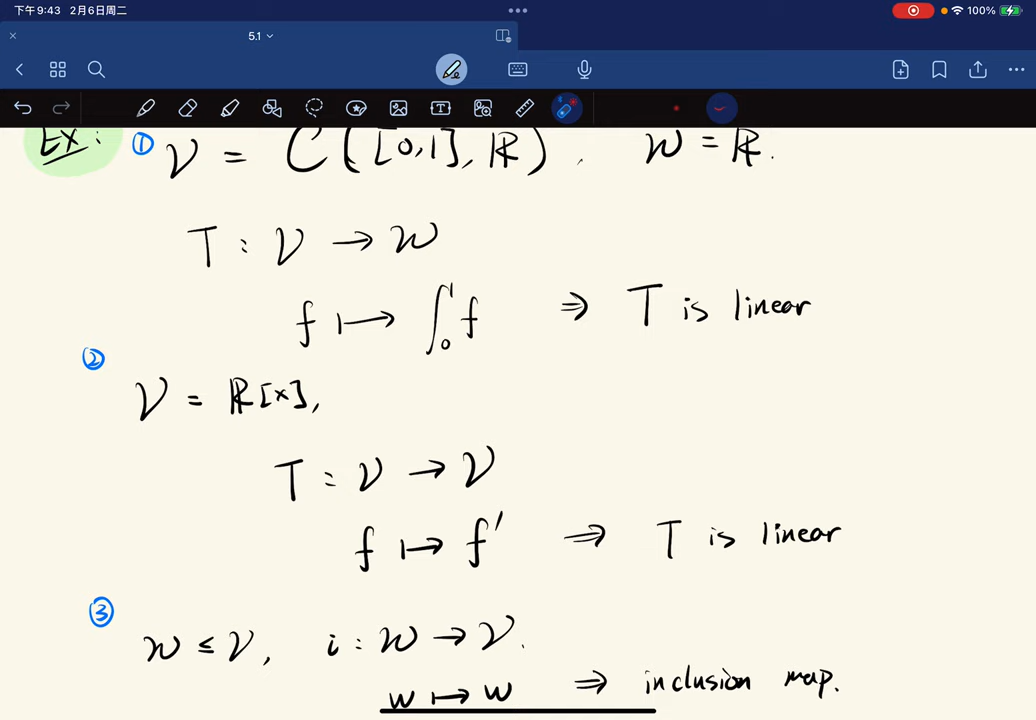 下午9:43 2月6日周二
100%
5.1
Ex: ① V = C([0,1], ℝ), W = ℝ.
T : V → W
f ↦ ∫₀¹ f ⇒ T is linear
②
V = ℝ[x],
T : V → V
f ↦ f' ⇒ T is linear
③
W ≤ V, i : W → V.
w ↦ w ⇒ inclusion map.